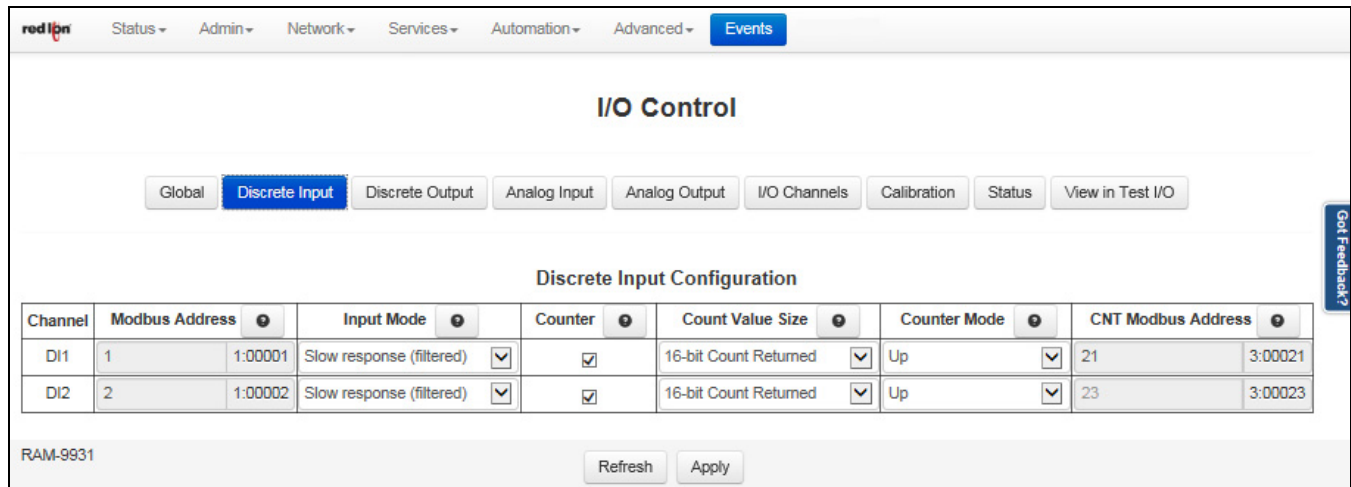 red lion Status Admin Network Services Automation Advanced Events
I/O Control
Global Discrete Input Discrete Output Analog Input Analog Output I/O Channels Calibration Status View in Test I/O
Got Feedback?
Discrete Input Configuration
Channel Modbus Address ? Input Mode ? Counter ? Count Value Size ? Counter Mode ? CNT Modbus Address ?
DI1 1 1:00001 Slow response (filtered) 16-bit Count Returned Up 21 3:00021
DI2 2 1:00002 Slow response (filtered) 16-bit Count Returned Up 23 3:00023
RAM-9931 Refresh Apply